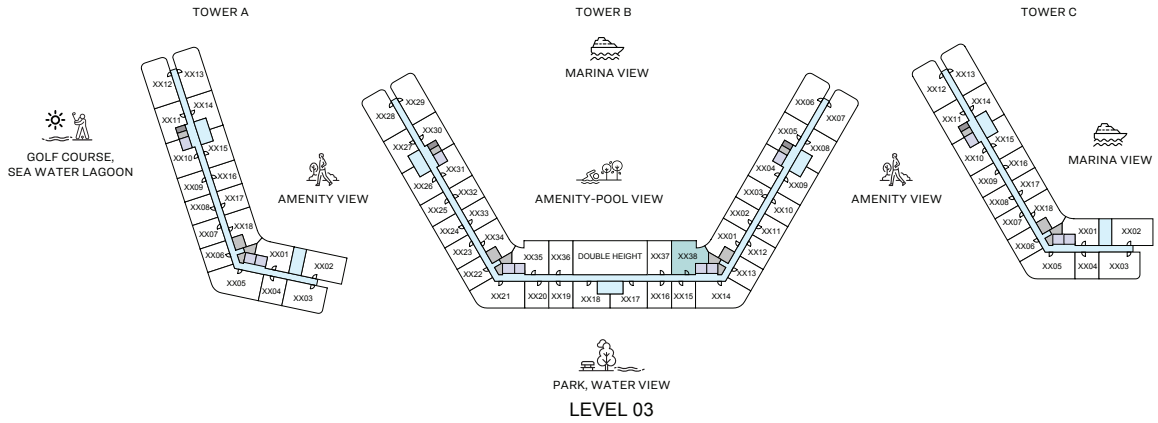 TOWER A
TOWER B
TOWER C
MARINA VIEW
GOLF COURSE,
SEA WATER LAGOON
AMENITY VIEW
AMENITY-POOL VIEW
AMENITY VIEW
MARINA VIEW
XX13
XX12
XX14
XX11
XX15
XX10
XX16
XX09
XX17
XX08
XX18
XX07
XX06
XX01
XX02
XX05
XX04
XX03
XX29
XX28
XX30
XX27
XX31
XX26
XX32
XX25
XX33
XX24
XX34
XX23
XX22
XX35
XX36
DOUBLE HEIGHT
XX37
XX38
XX21
XX20
XX19
XX18
XX17
XX16
XX15
XX14
XX06
XX07
XX05
XX08
XX04
XX09
XX03
XX10
XX02
XX11
XX01
XX12
XX13
XX13
XX12
XX14
XX11
XX15
XX10
XX16
XX09
XX17
XX08
XX18
XX07
XX06
XX01
XX02
XX05
XX04
XX03
PARK, WATER VIEW
LEVEL 03